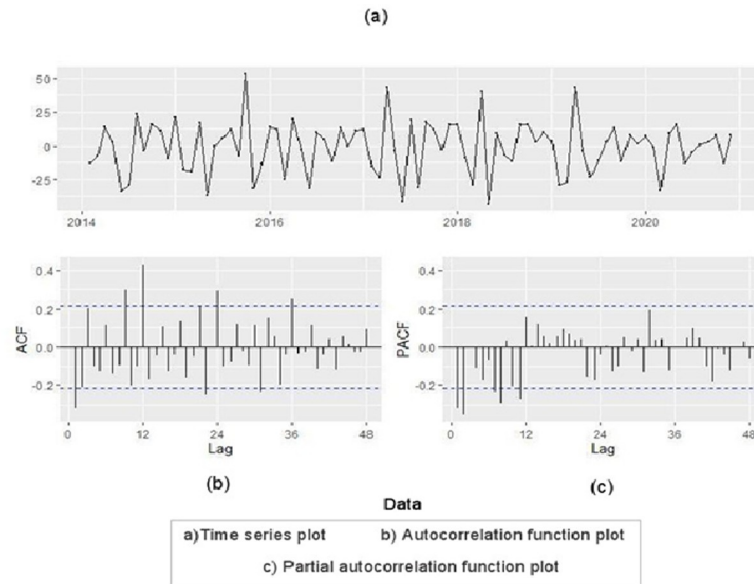 (a)
50
25
0
-25
2014
2016
2018
2020
ACF
0.4
0.2
0.0
-0.2
0
12
24
36
48
Lag
(b)
PACF
0.4
0.2
0.0
-0.2
0
12
24
36
48
Lag
(c)
Data
a)Time series plot b) Autocorrelation function plot
c) Partial autocorrelation function plot